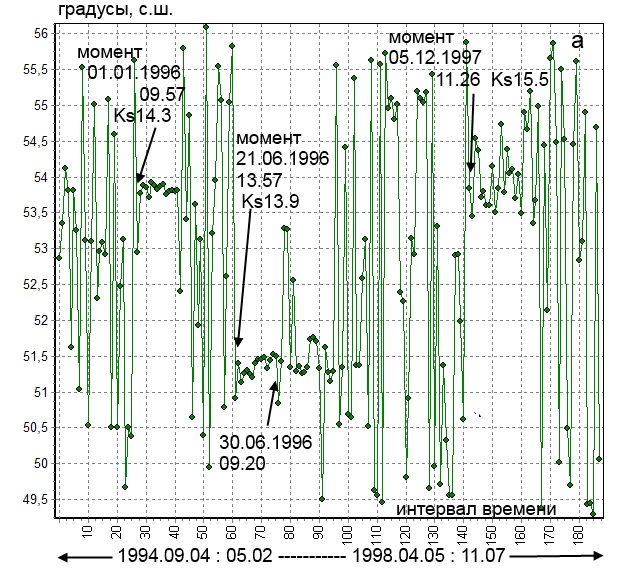 градусы, с.ш.
56
55,5
55
54,5
54
53,5
53
52,5
52
51,5
51
50,5
50
49,5
а
момент
01.01.1996
09.57
Ks14.3
момент
21.06.1996
13.57
Ks13.9
30.06.1996
09.20
момент
05.12.1997
11.26 Ks15.5
интервал времени
10 20 30 40 50 60 70 80 90 100 110 120 130 140 150 160 170 180
1994.09.04 : 05.02 ---------- 1998.04.05 : 11.07